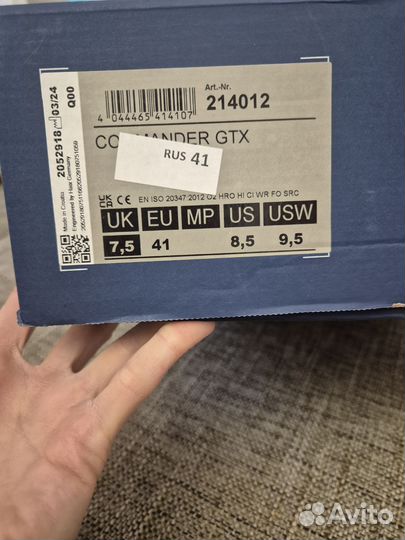 Art.-Nr.
4 044465 414107
214012
CO ANDER GTX
RUS 41
UK CA CE EN ISO 20347:2012 O2 HRO HI CI WR FO SRC
UK EU MP US USW
7,5 41 8,5 9,5
2052918 03/24 Q00
Made in Croatia
Engineered by Haix Germany
Avito